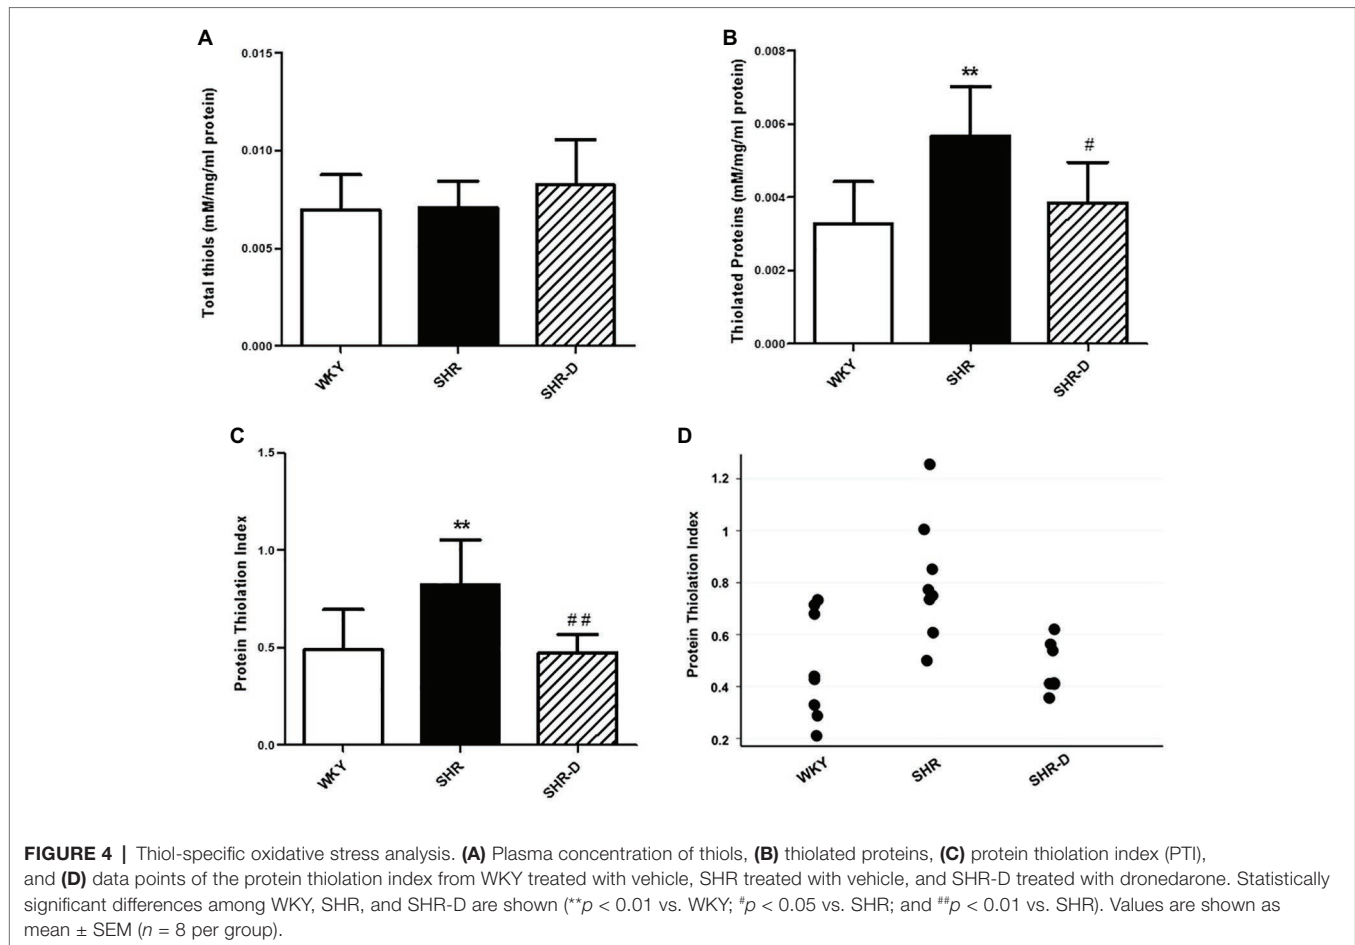 A
Total thiols (mM/mg/ml protein)
0.015
0.010
0.005
0.000
WKY
SHR
SHR-D
B
Thiolated Proteins (mM/mg/ml protein)
0.008
0.006
0.004
0.002
0.000
**
#
WKY
SHR
SHR-D
C
Protein Thiolation Index
1.5
1.0
0.5
0.0
**
##
WKY
SHR
SHR-D
D
Protein Thiolation Index
1.2
1
0.8
0.6
0.4
0.2
WKY
SHR
SHR-D
FIGURE 4 | Thiol-specific oxidative stress analysis. (A) Plasma concentration of thiols, (B) thiolated proteins, (C) protein thiolation index (PTI),
and (D) data points of the protein thiolation index from WKY treated with vehicle, SHR treated with vehicle, and SHR-D treated with dronedarone. Statistically
significant differences among WKY, SHR, and SHR-D are shown (**p < 0.01 vs. WKY; #p < 0.05 vs. SHR; and ##p < 0.01 vs. SHR). Values are shown as
mean ± SEM (n = 8 per group).